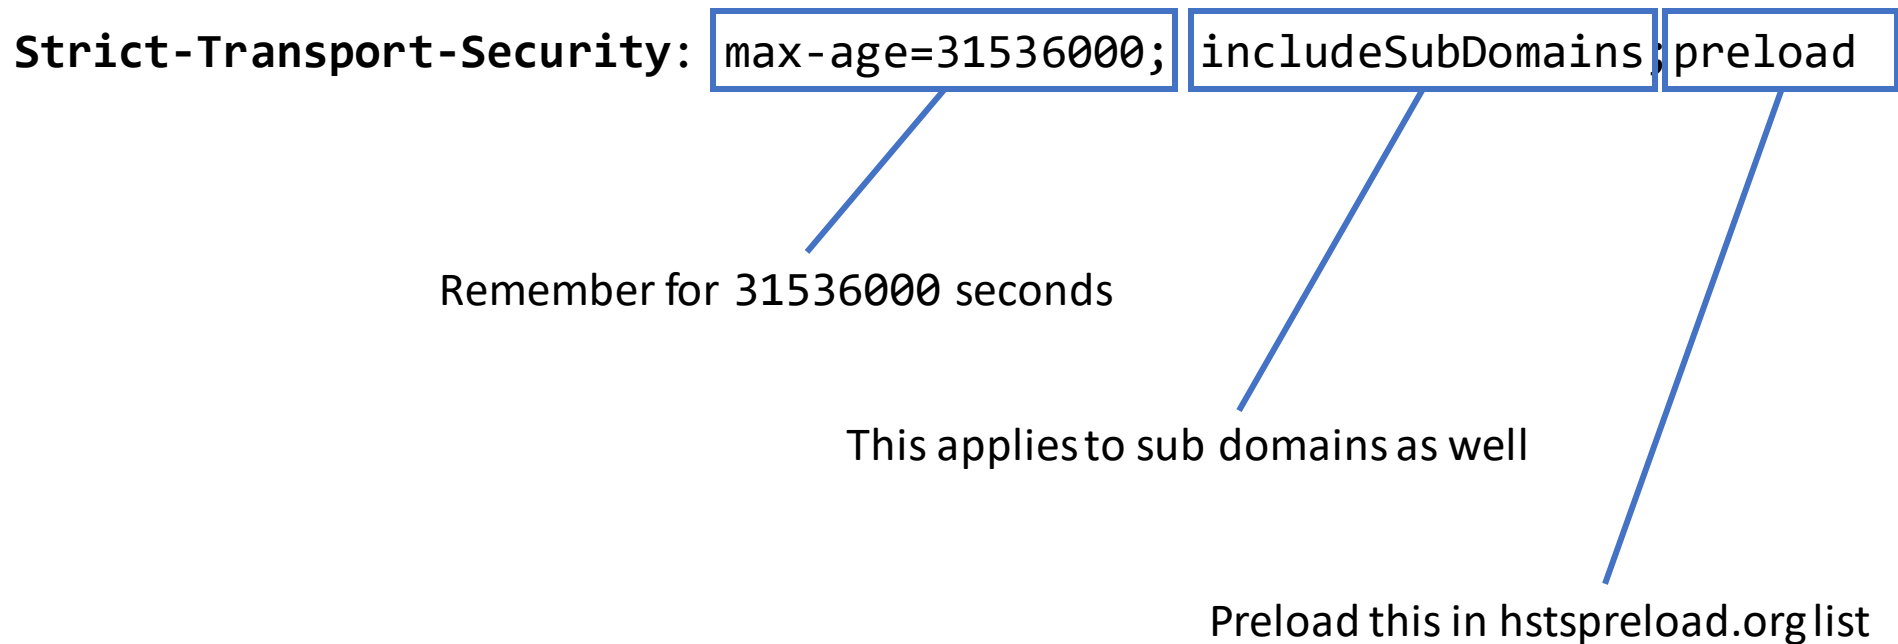 Strict-Transport-Security: max-age=31536000; includeSubDomains;preload
Remember for 31536000 seconds
This applies to sub domains as well
Preload this in hstspreload.org list